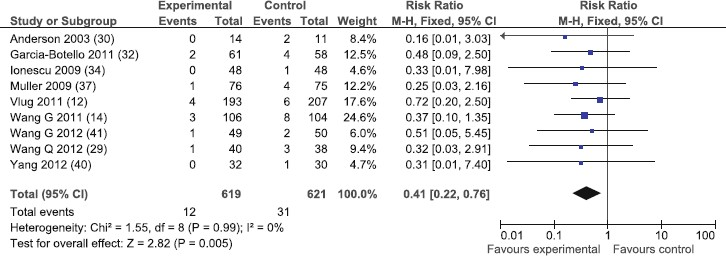 Experimental Control Risk Ratio Risk Ratio
Study or Subgroup Events Total Events Total Weight M-H, Fixed, 95% CI M-H, Fixed, 95% CI
Anderson 2003 (30) 0 14 2 11 8.4% 0.16 [0.01, 3.03]
Garcia-Botello 2011 (32) 2 61 4 58 12.9% 0.48 [0.09, 2.50]
Ionescu 2009 (34) 0 48 1 48 4.7% 0.33 [0.01, 7.98]
Muller 2009 (37) 1 76 4 75 12.7% 0.25 [0.03, 2.16]
Vlug 2011 (12) 4 193 6 207 18.2% 0.72 [0.20, 2.50]
Wang G 2011 (14) 3 106 8 104 24.6% 0.37 [0.10, 1.35]
Wang G 2012 (41) 1 49 2 50 6.0% 0.51 [0.05, 5.45]
Wang Q 2012 (29) 1 40 3 38 9.4% 0.32 [0.03, 2.91]
Yang 2012 (40) 0 32 1 30 4.7% 0.31 [0.01, 7.40]
Total (95% CI) 619 621 100.0% 0.41 [0.22, 0.76]
Total events 12 31
Heterogeneity: Chi² = 1.55, df = 8 (P = 0.99); I² = 0%
Test for overall effect: Z = 2.82 (P = 0.005)
0.01 0.1 1 10 100
Favours experimental Favours control